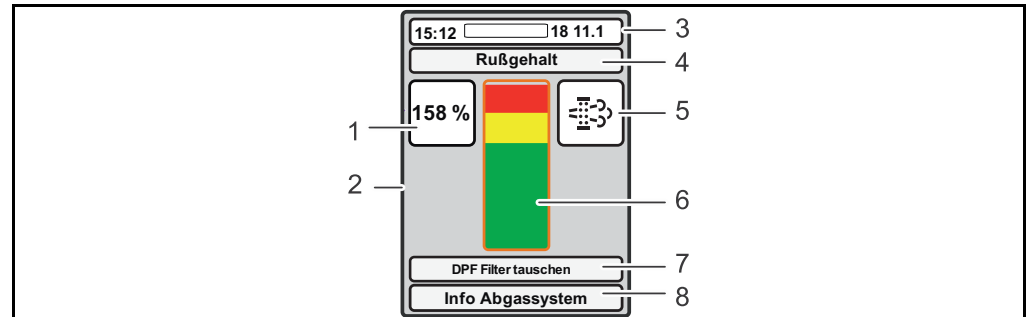 15:12 18 11.1
3
Rußgehalt
4
158 %
5
1
2
6
DPF Filter tauschen
7
Info Abgassystem
8